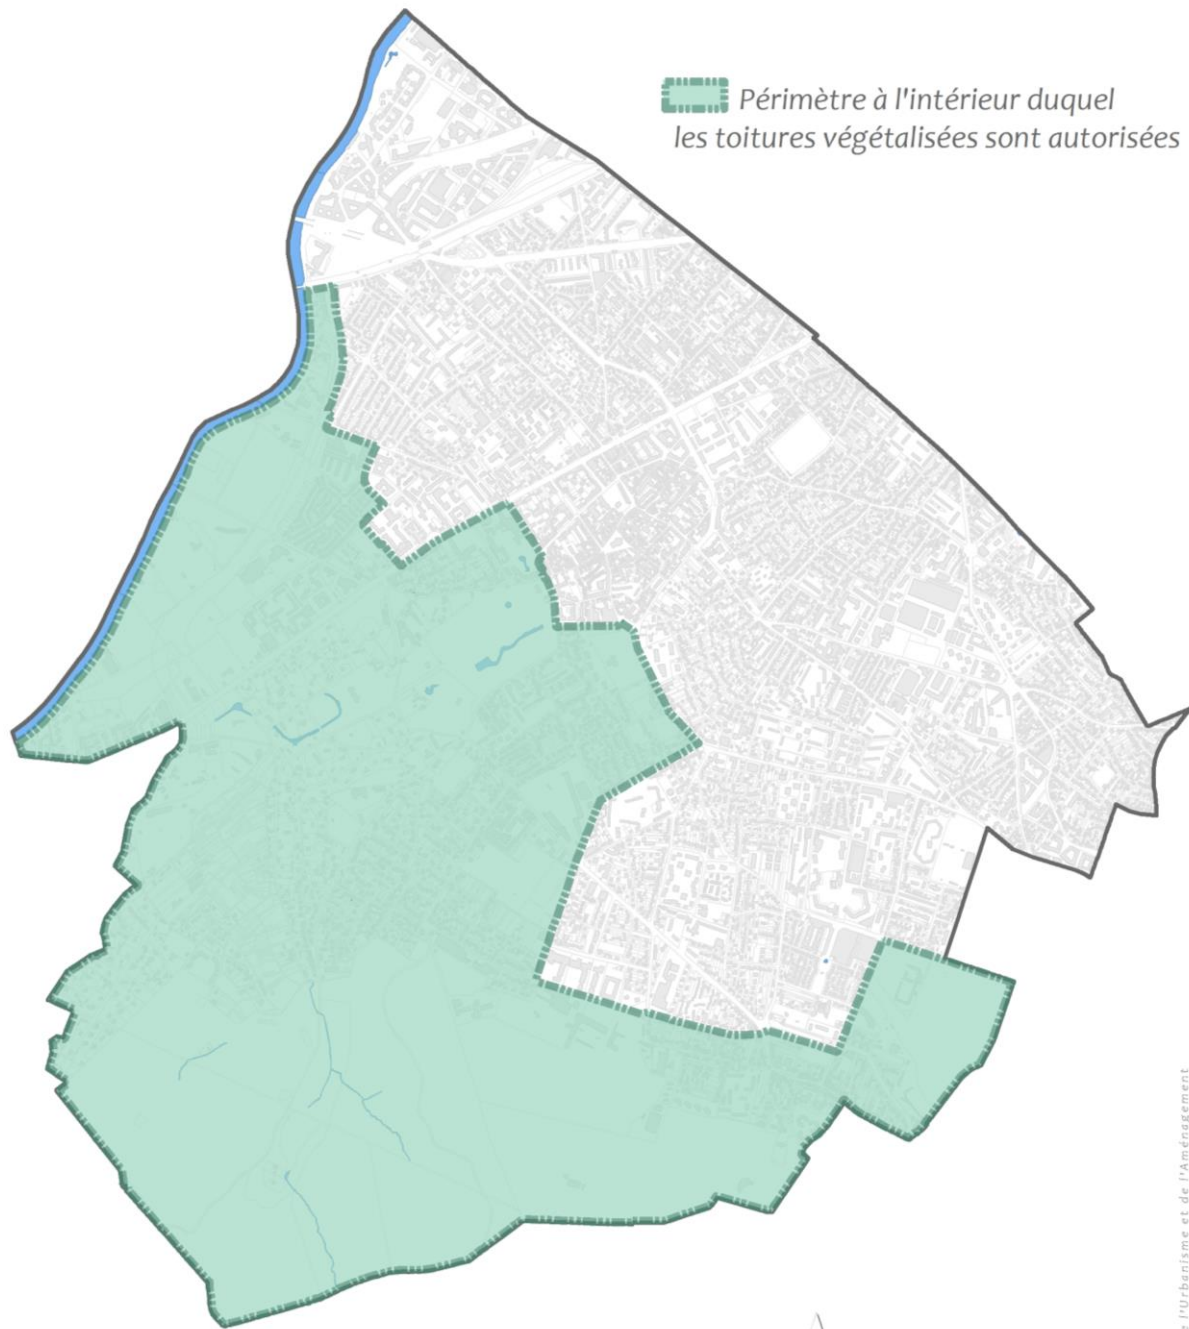 Périmètre à l'intérieur duquel
les toitures végétalisées sont autorisées
l'Urbanisme et de l'Aménagement